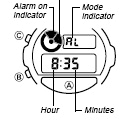 Alarm on
indicator
Mode
Indicator
C
AL
8:35
B
A
Hour
Minutes